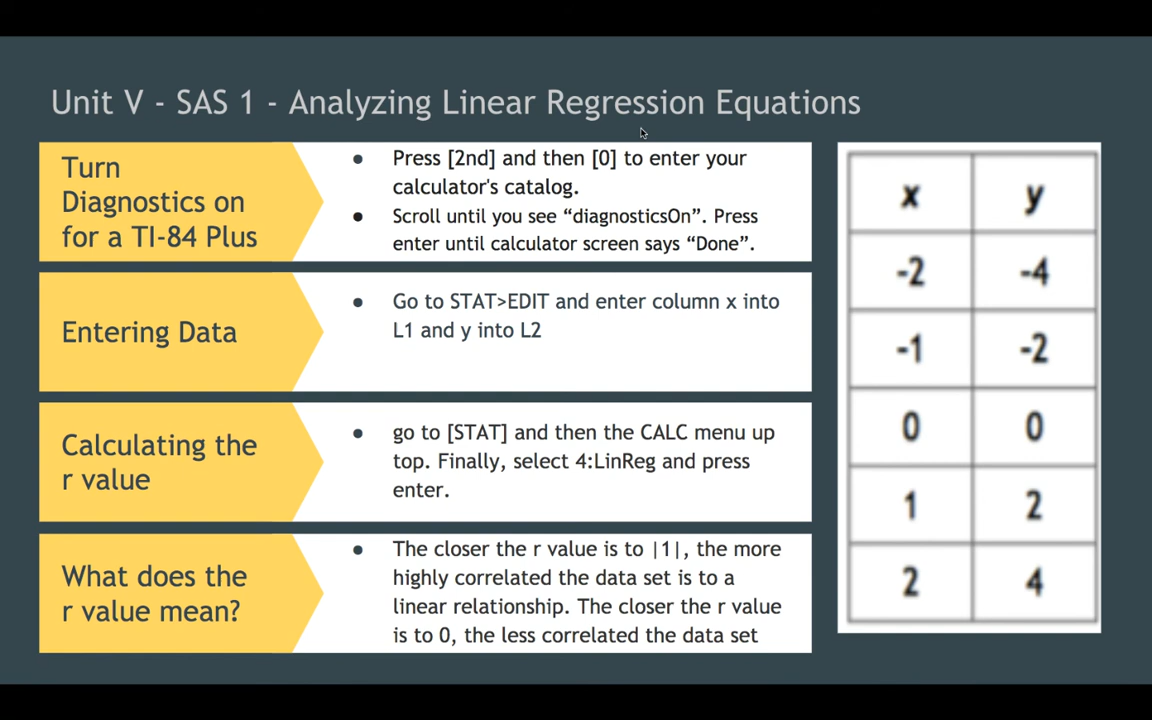 Unit V - SAS 1 - Analyzing Linear Regression Equations
Turn
Diagnostics on
for a TI-84 Plus
● Press [2nd] and then [0] to enter your
calculator's catalog.
● Scroll until you see “diagnosticsOn”. Press
enter until calculator screen says “Done”.
Entering Data
● Go to STAT>EDIT and enter column x into
L1 and y into L2
Calculating the
r value
● go to [STAT] and then the CALC menu up
top. Finally, select 4:LinReg and press
enter.
What does the
r value mean?
● The closer the r value is to |1|, the more
highly correlated the data set is to a
linear relationship. The closer the r value
is to 0, the less correlated the data set
x y
-2 -4
-1 -2
0 0
1 2
2 4